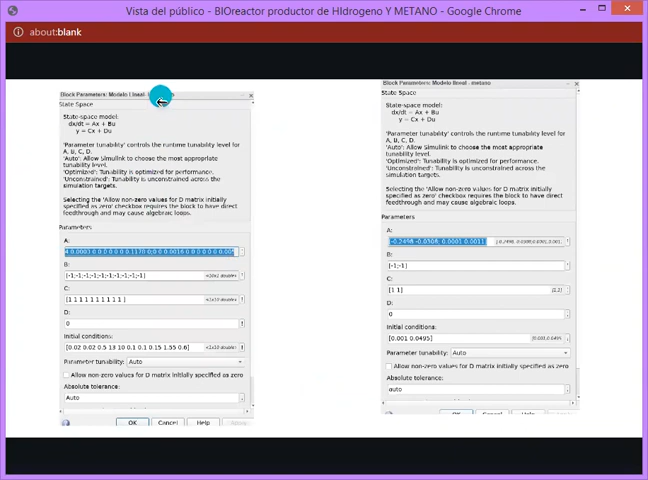 Vista del público - BIOreactor productor de HIdrogeno Y METANO - Google Chrome
about:blank
Block Parameters: Modelo Lineal-
State Space
State-space model:
dx/dt = Ax + Bu
y = Cx + Du
'Parameter tunability' controls the runtime tunability level for
A, B, C, D.
'Auto': Allow Simulink to choose the most appropriate
tunability level.
'Optimized': Tunability is optimized for performance.
'Unconstrained': Tunability is unconstrained across the
simulation targets.
Selecting the 'Allow non-zero values for D matrix initially
specified as zero' checkbox requires the block to have direct
feedthrough and may cause algebraic loops.
Parameters
A:
B:
[-1;-1;-1;-1;-1;-1;-1;-1;-1;-1]
C:
[1 1 1 1 1 1 1 1 1 1 ]
D:
0
Initial conditions:
[0.02 0.02 0.5 13 10 0.1 0.1 0.15 1.55 0.6]
Parameter tunability: Auto
Allow non-zero values for D matrix initially specified as zero
Absolute tolerance:
Auto
OK Cancel Help
Block Parameters: Modelo lineal - metano
State Space
State-space model:
dx/dt = Ax + Bu
y = Cx + Du
'Parameter tunability' controls the runtime tunability level for
A, B, C, D.
'Auto': Allow Simulink to choose the most appropriate
tunability level.
'Optimized': Tunability is optimized for performance.
'Unconstrained': Tunability is unconstrained across the
simulation targets.
Selecting the 'Allow non-zero values for D matrix initially
specified as zero' checkbox requires the block to have direct
feedthrough and may cause algebraic loops.
Parameters
A:
[-0.2498 -0.0308; 0.0001 0.0011]
B:
[-1;-1]
C:
[1 1]
D:
0
Initial conditions:
[0.001 0.0495]
Parameter tunability: Auto
Allow non-zero values for D matrix initially specified as zero
Absolute tolerance:
auto